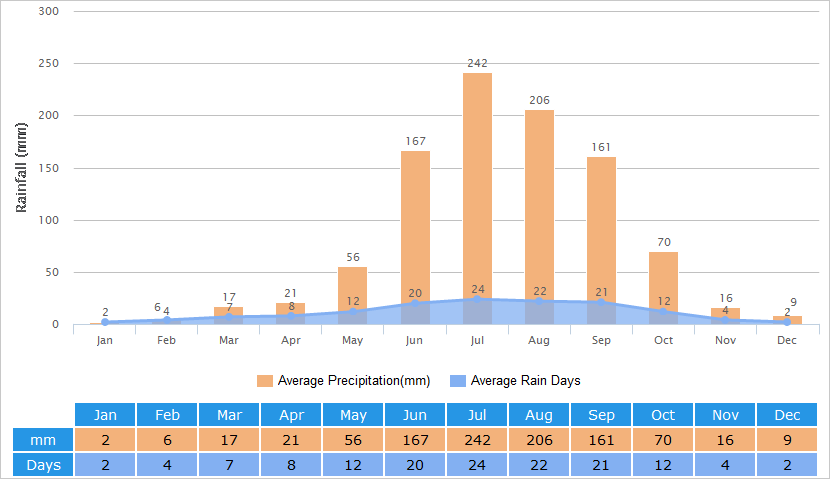 300
250
242
206
200
167
161
150
Rainfall (mm)
100
70
56
50
2 6 4 17 7 21 8 12 20 24 22 21 12 16 4 9 2
0
Jan Feb Mar Apr May Jun Jul Aug Sep Oct Nov Dec
Average Precipitation(mm) Average Rain Days
Jan Feb Mar Apr May Jun Jul Aug Sep Oct Nov Dec
mm 2 6 17 21 56 167 242 206 161 70 16 9
Days 2 4 7 8 12 20 24 22 21 12 4 2